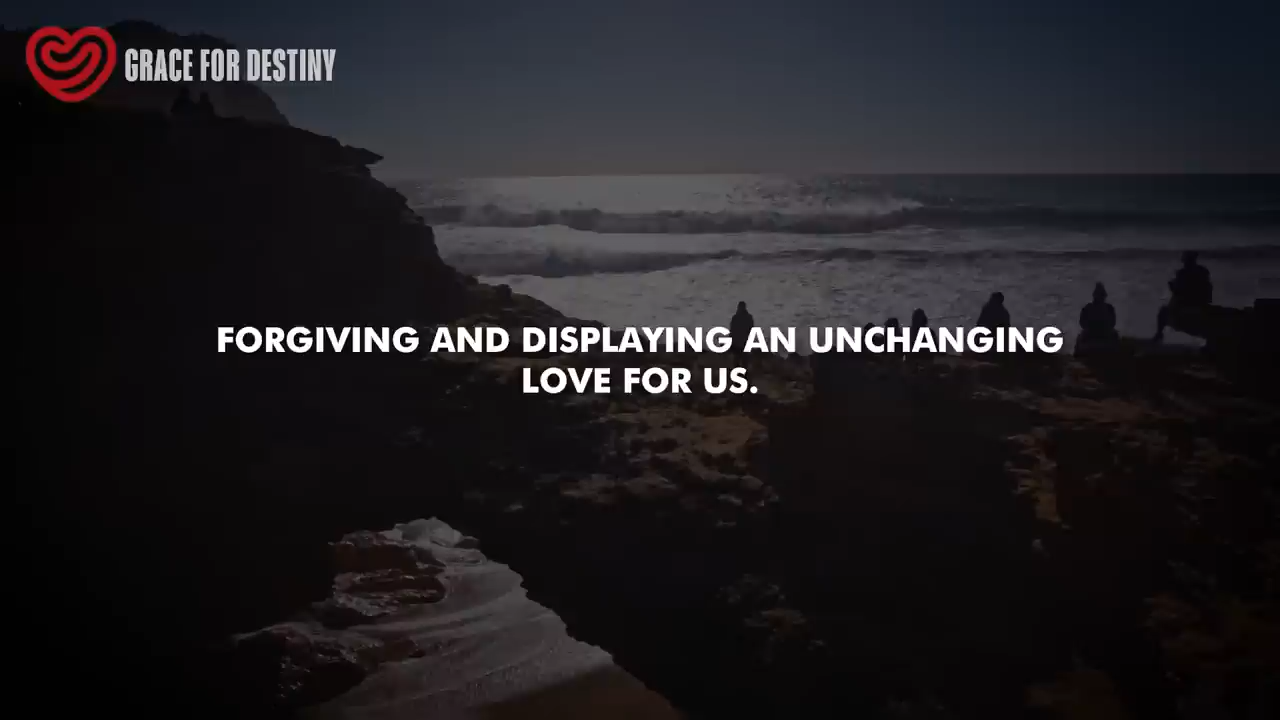 GRACE FOR DESTINY
FORGIVING AND DISPLAYING AN UNCHANGING
LOVE FOR US.